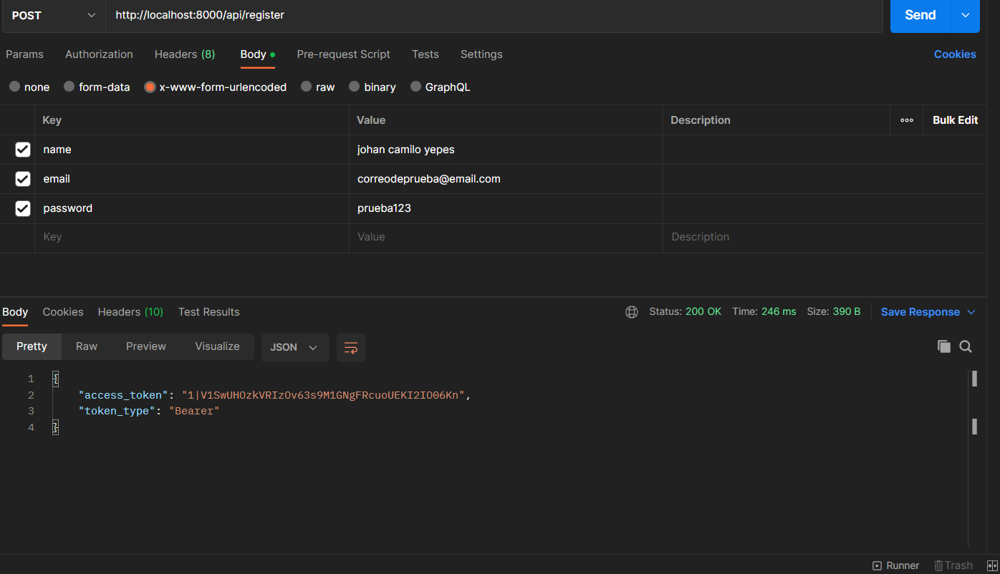 POST http://localhost:8000/api/register Send
Params Authorization Headers (8) Body Pre-request Script Tests Settings Cookies
none form-data x-www-form-urlencoded raw binary GraphQL
Key Value Description Bulk Edit
name johan camilo yepes
email correodeprueba@email.com
password prueba123
Key Value Description
Body Cookies Headers (10) Test Results Status: 200 OK Time: 246 ms Size: 390 B Save Response
Pretty Raw Preview Visualize JSON
1 {
2 "access_token": "1|V1SwUHOzkVRIzOv63s9M1GNgFRcuoUEKI2IO06Kn",
3 "token_type": "Bearer"
4 }
Runner Trash